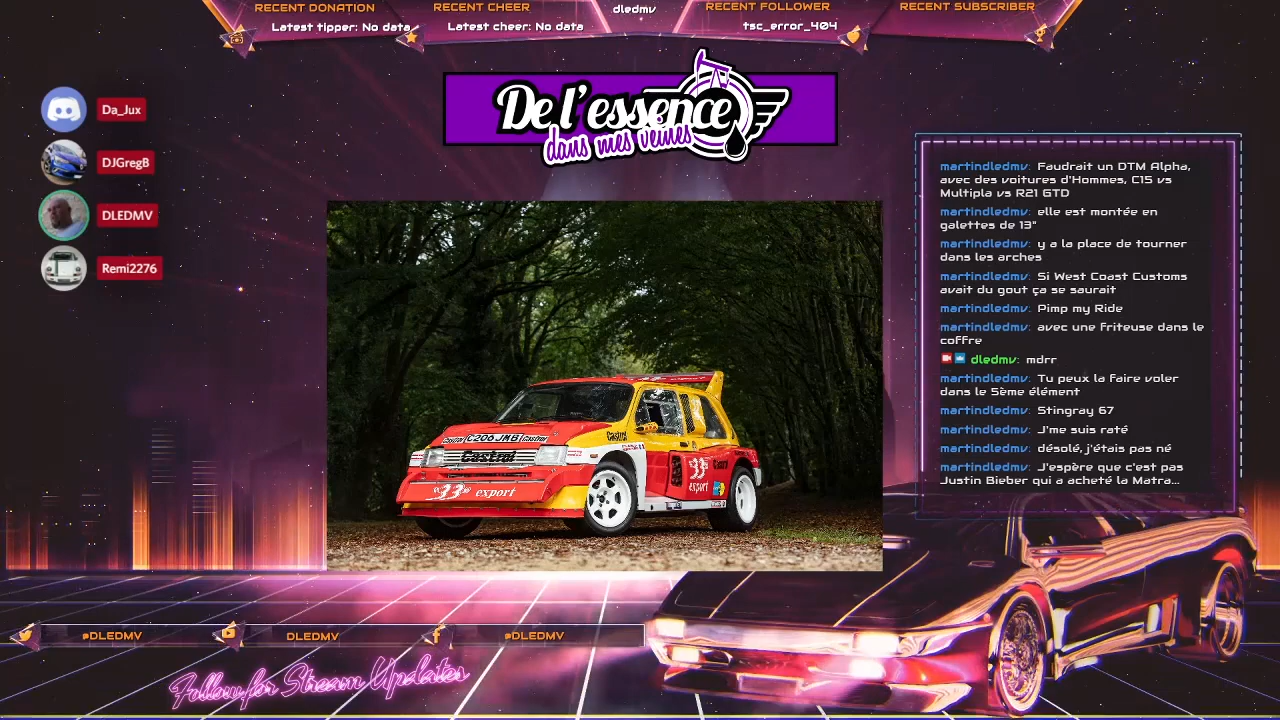 RECENT DONATION
RECENT CHEER
dledmv
RECENT FOLLOWER
RECENT SUBSCRIBER
Latest tipper: No data
Latest cheer: No data
tsc_error_404
De l'essence
dans mes veines
Da_Jux
DJGregB
DLEDMV
Remi2276
martindledmv: Faudrait un DTM Alpha,
avec des voitures d'Hommes, C15 vs
Multipla vs R21 GTD
martindledmv: elle est montée en
galettes de 13"
martindledmv: y a la place de tourner
dans les arches
martindledmv: Si West Coast Customs
avait du gout ça se saurait
martindledmv: Pimp my Ride
martindledmv: avec une friteuse dans le
coffre
dledmv: mdrr
martindledmv: Tu peux la faire voler
dans le 5ème élément
martindledmv: Stingray 67
martindledmv: J'me suis raté
martindledmv: désolé, j'étais pas né
martindledmv: J'espère que c'est pas
Justin Bieber qui a acheté la Matra...
Castrol
Castrol C206 JMB Castrol
Castrol
Castrol
"33" export
33
export
@DLEDMV
DLEDMV
@DLEDMV
Follow for Stream Updates